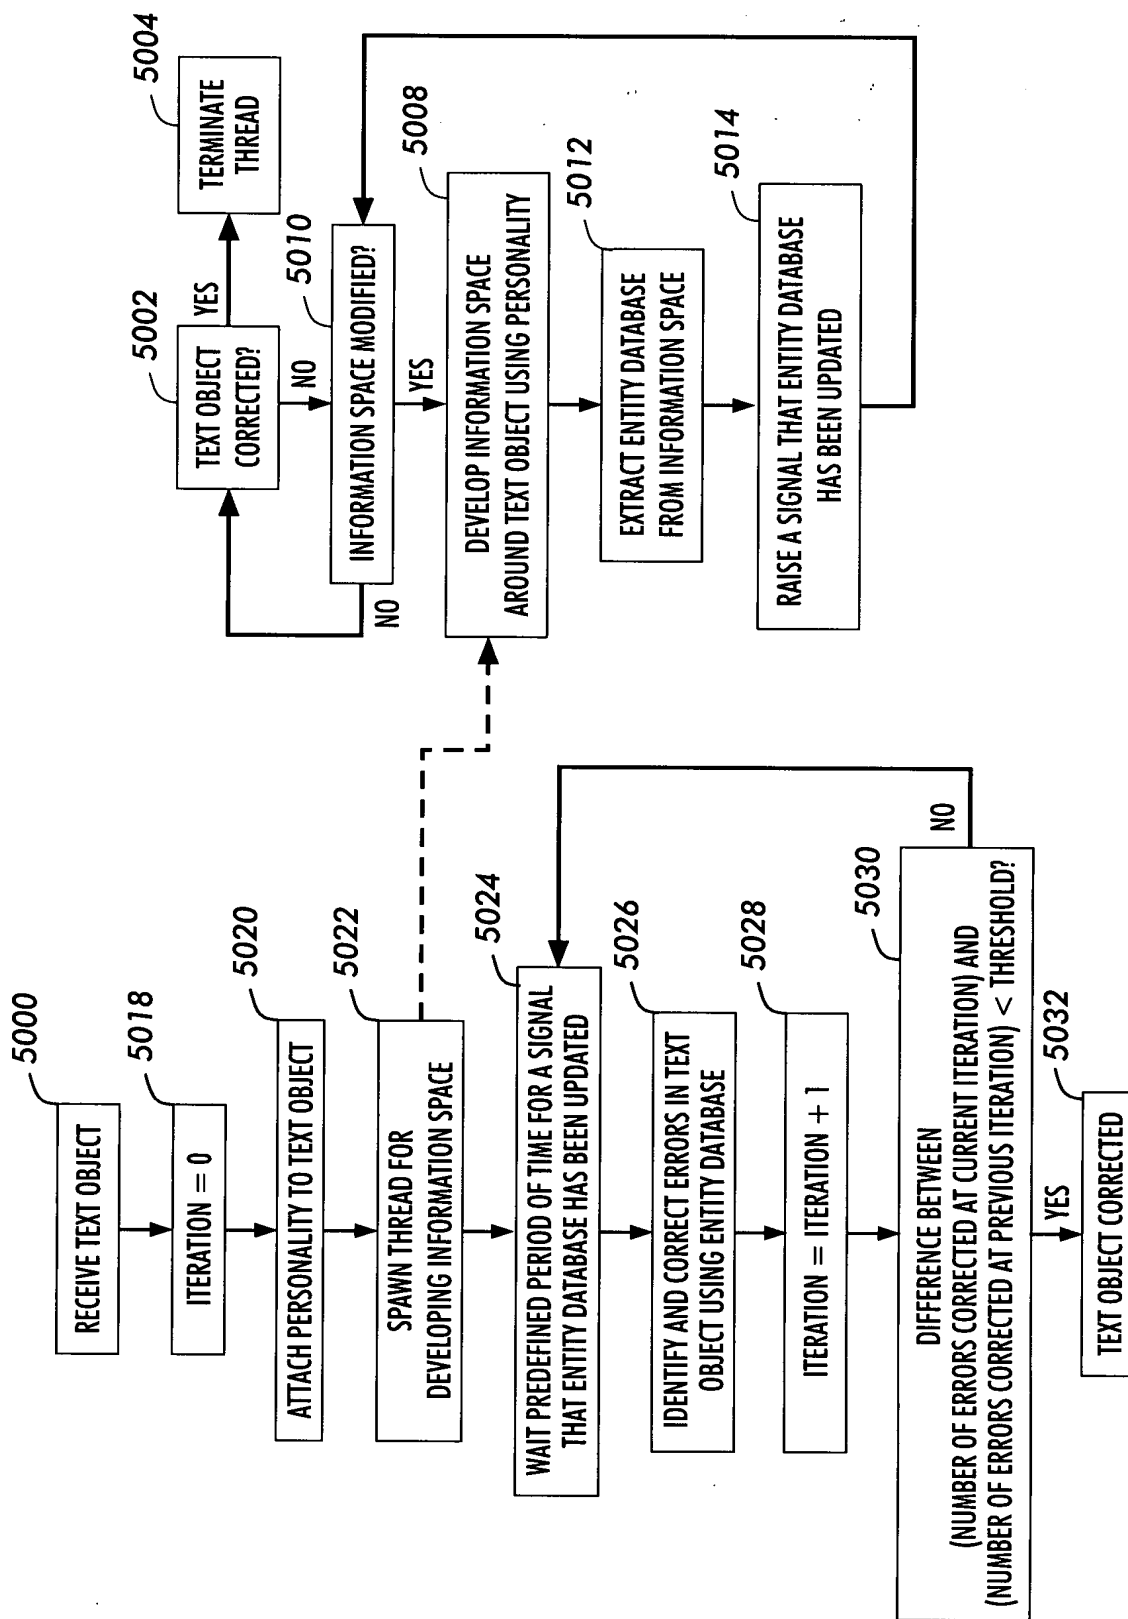 5000
RECEIVE TEXT OBJECT
5018
ITERATION = 0
5020
ATTACH PERSONALITY TO TEXT OBJECT
5022
SPAWN THREAD FOR
DEVELOPING INFORMATION SPACE
5024
WAIT PREDEFINED PERIOD OF TIME FOR A SIGNAL
THAT ENTITY DATABASE HAS BEEN UPDATED
5026
IDENTIFY AND CORRECT ERRORS IN TEXT
OBJECT USING ENTITY DATABASE
5028
ITERATION = ITERATION + 1
5030
DIFFERENCE BETWEEN
(NUMBER OF ERRORS CORRECTED AT CURRENT ITERATION) AND
(NUMBER OF ERRORS CORRECTED AT PREVIOUS ITERATION) < THRESHOLD?
NO
YES
5032
TEXT OBJECT CORRECTED
5002
TEXT OBJECT
CORRECTED?
YES
5004
TERMINATE
THREAD
NO
5010
INFORMATION SPACE MODIFIED?
NO
YES
5008
DEVELOP INFORMATION SPACE
AROUND TEXT OBJECT USING PERSONALITY
5012
EXTRACT ENTITY DATABASE
FROM INFORMATION SPACE
5014
RAISE A SIGNAL THAT ENTITY DATABASE
HAS BEEN UPDATED